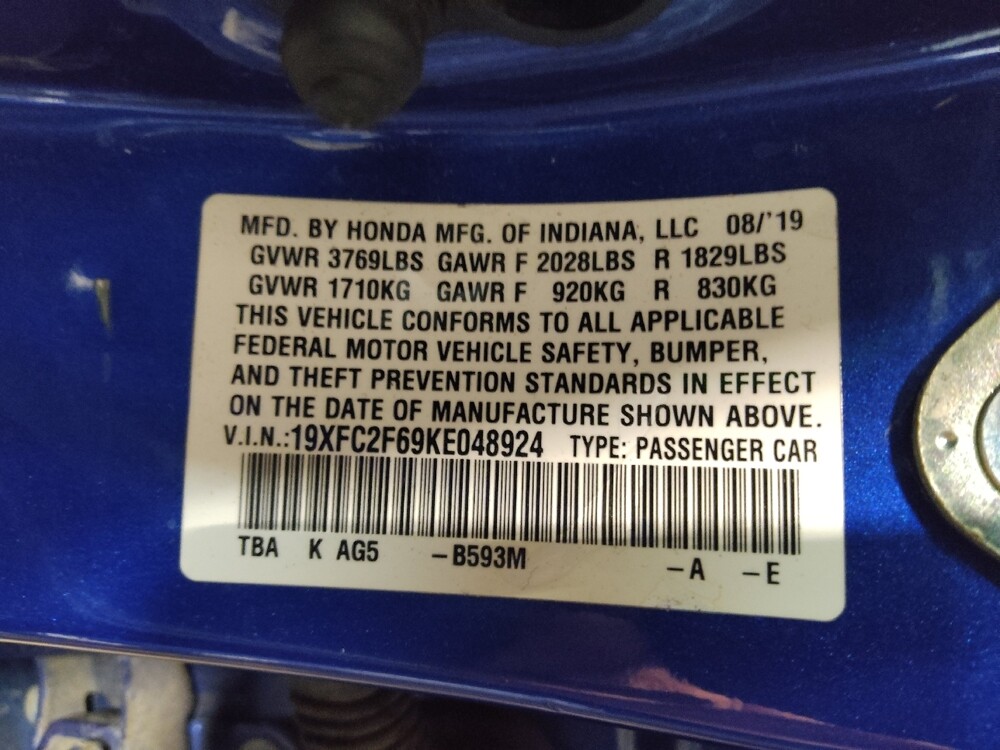 MFD. BY HONDA MFG. OF INDIANA, LLC 08/'19
GVWR 3769LBS GAWR F 2028LBS R 1829LBS
GVWR 1710KG GAWR F 920KG R 830KG
THIS VEHICLE CONFORMS TO ALL APPLICABLE
FEDERAL MOTOR VEHICLE SAFETY, BUMPER,
AND THEFT PREVENTION STANDARDS IN EFFECT
ON THE DATE OF MANUFACTURE SHOWN ABOVE.
V.I.N.:19XFC2F69KE048924 TYPE: PASSENGER CAR
TBA K AG5 -B593M -A -E